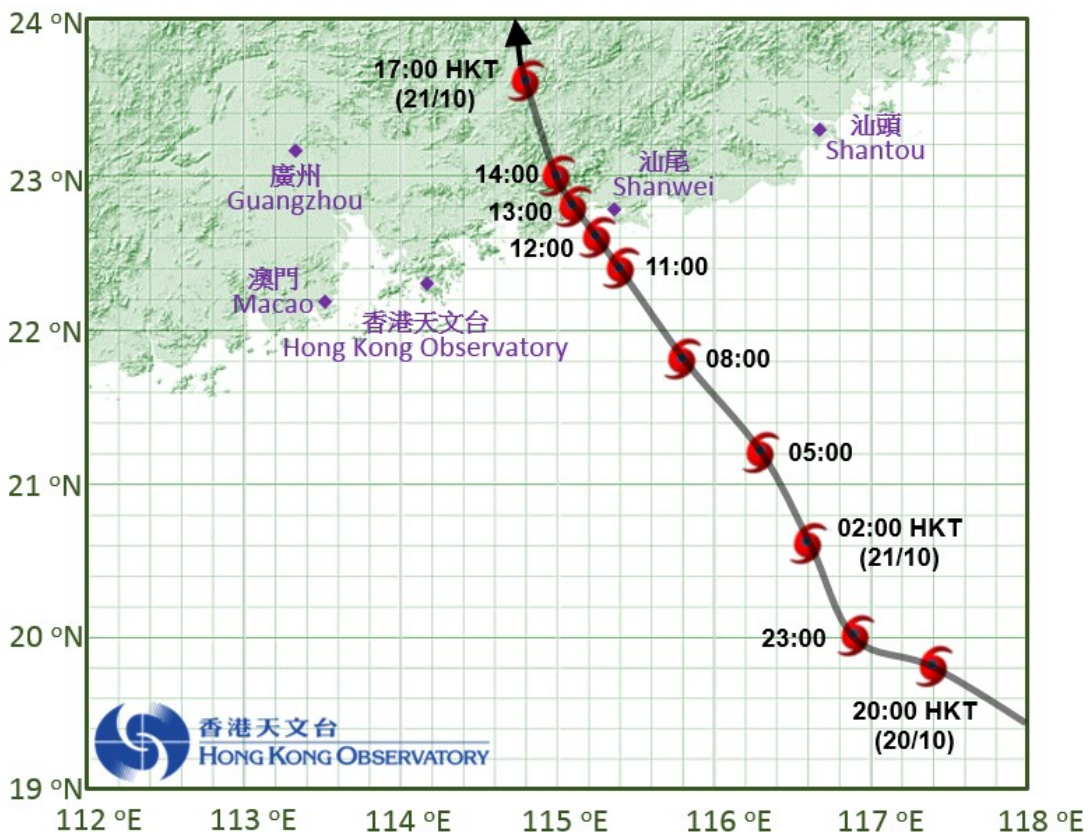 24 °N
17:00 HKT
(21/10)
汕頭
Shantou
廣州
Guangzhou
汕尾
Shanwei
23 °N
14:00
13:00
12:00
11:00
澳門
Macao
香港天文台
Hong Kong Observatory
22 °N
08:00
05:00
21 °N
02:00 HKT
(21/10)
23:00
20 °N
20:00 HKT
(20/10)
香港天文台
HONG KONG OBSERVATORY
19 °N
112 °E
113 °E
114 °E
115 °E
116 °E
117 °E
118 °E